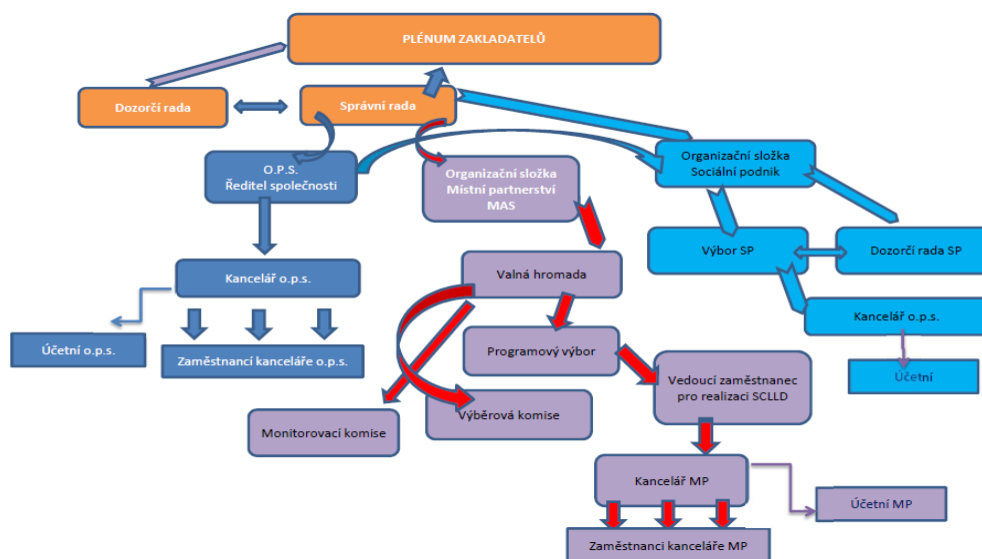 PLÉNUM ZAKLADATELŮ
Dozorčí rada
Správní rada
O.P.S.
Ředitel společnosti
Organizační složka
Místní partnerství
MAS
Organizační složka
Sociální podnik
Valná hromada
Výbor SP
Dozorčí rada SP
Kancelář o.p.s.
Kancelář o.p.s.
Účetní o.p.s.
Zaměstnanci kanceláře o.p.s.
Programový výbor
Vedoucí zaměstnanec
pro realizaci SCLLD
Účetní
Monitorovací komise
Výběrová komise
Kancelář MP
Účetní MP
Zaměstnanci kanceláře MP